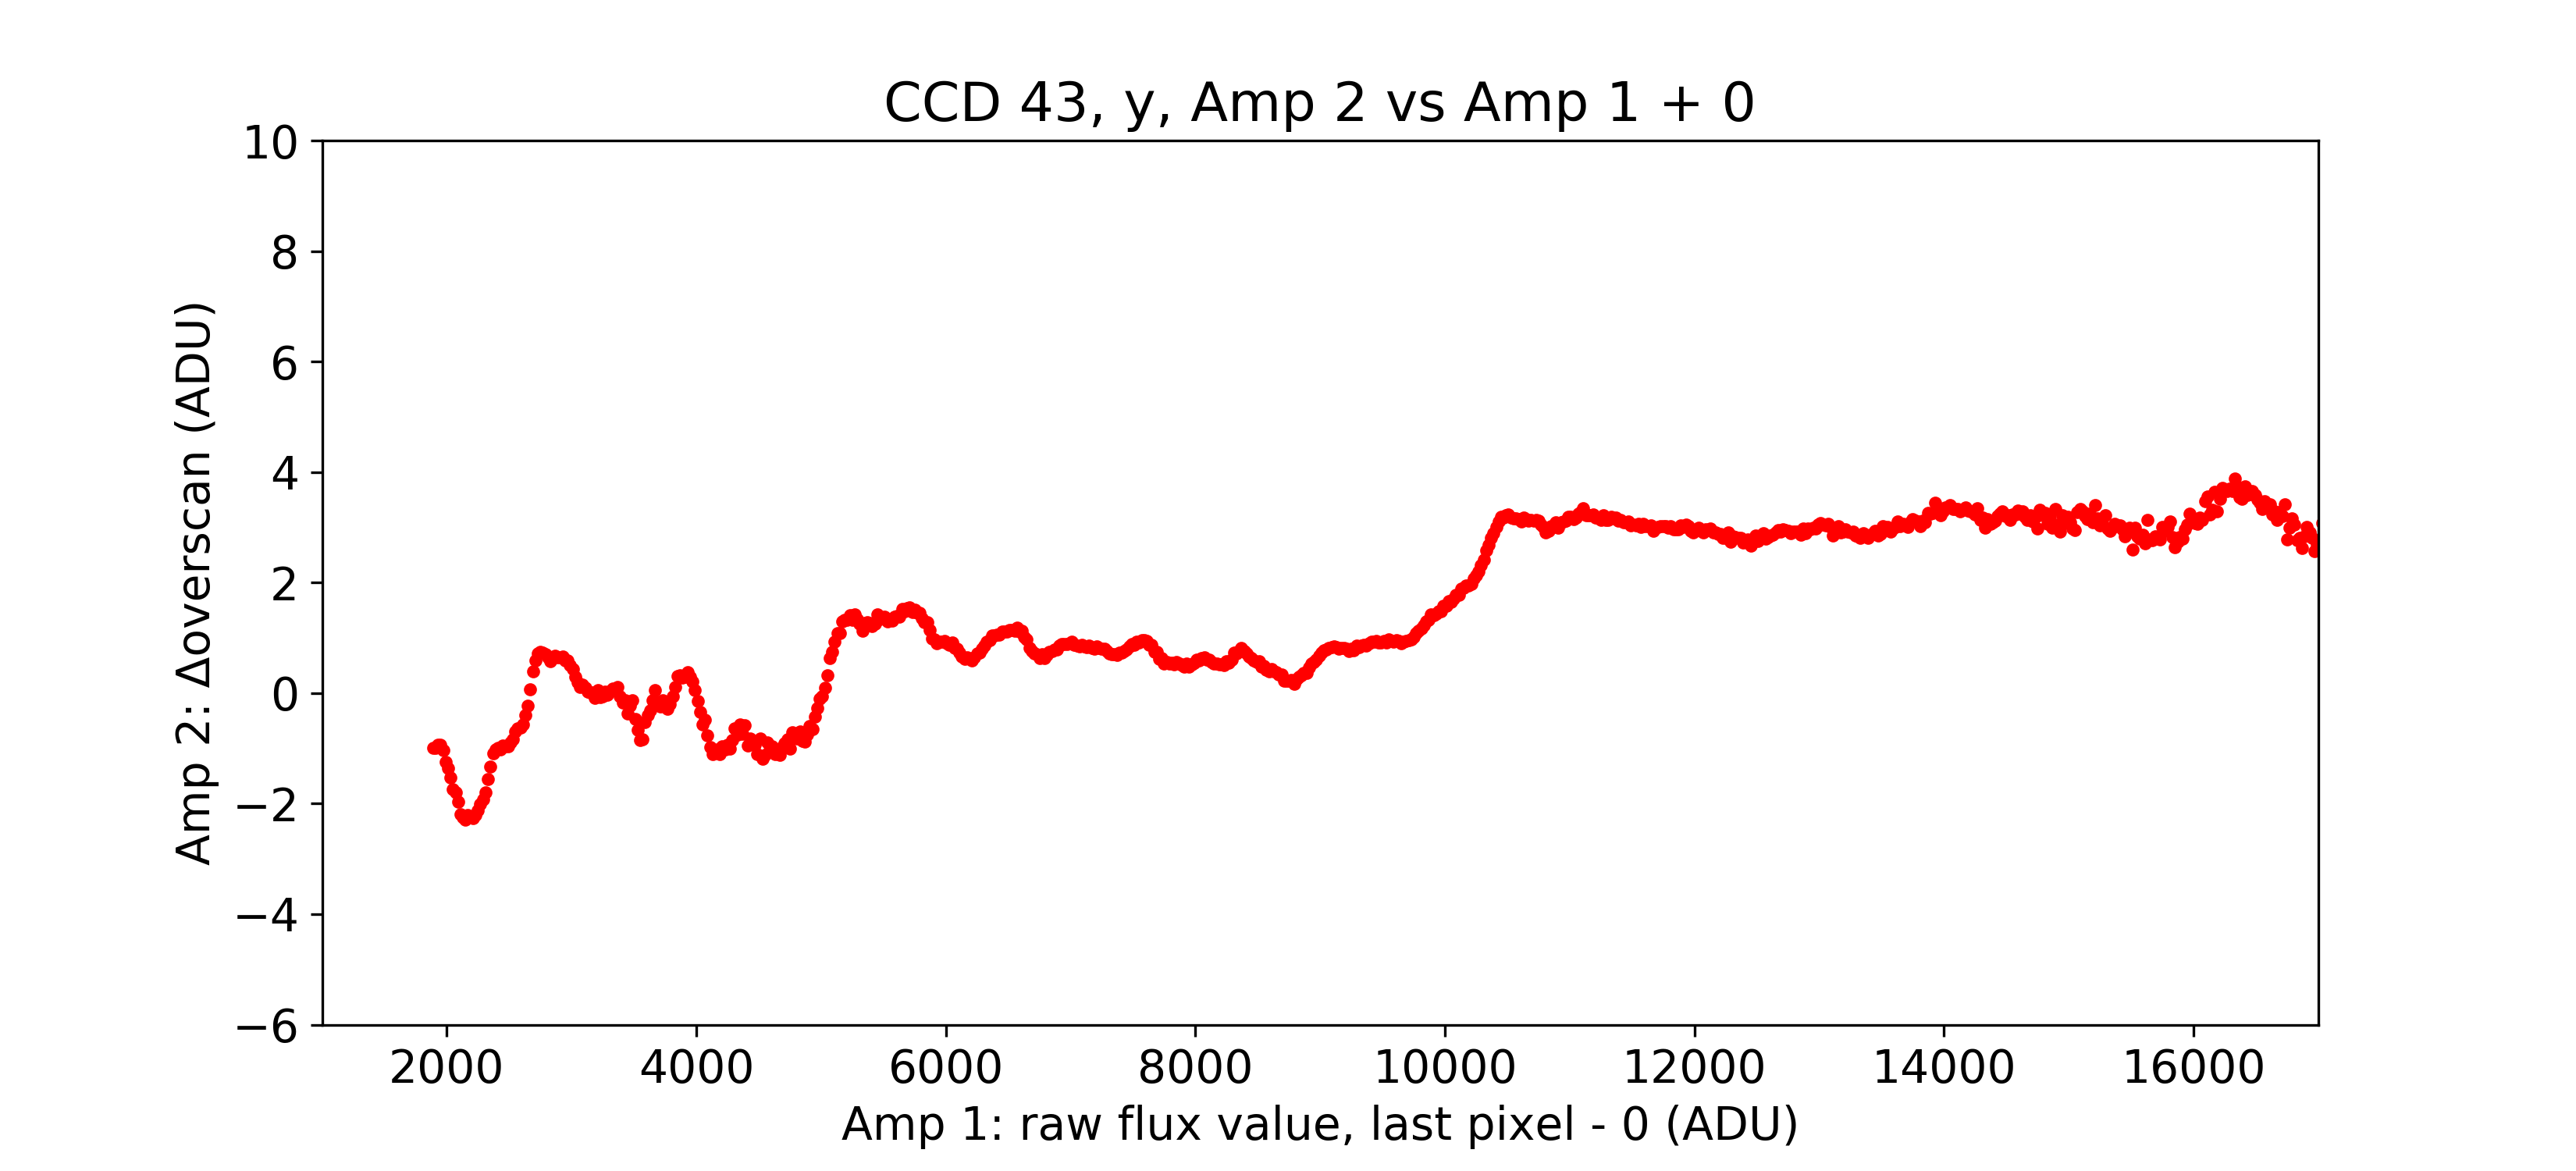 CCD 43, y, Amp 2 vs Amp 1 + 0
10
8
6
4
2
0
−2
−4
−6
Amp 2: Δoverscan (ADU)
2000 4000 6000 8000 10000 12000 14000 16000
Amp 1: raw flux value, last pixel - 0 (ADU)